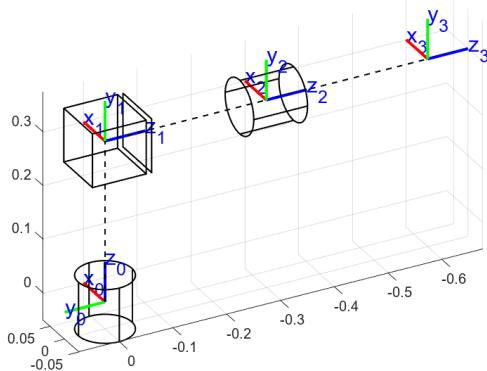 y₃
x₃
z₃
y₂
x₂
z₂
y₁
x₁
z₁
z₀
x₀
y₀
0.3
0.2
0.1
0
0.05
0
-0.05
0
-0.1
-0.2
-0.3
-0.4
-0.5
-0.6